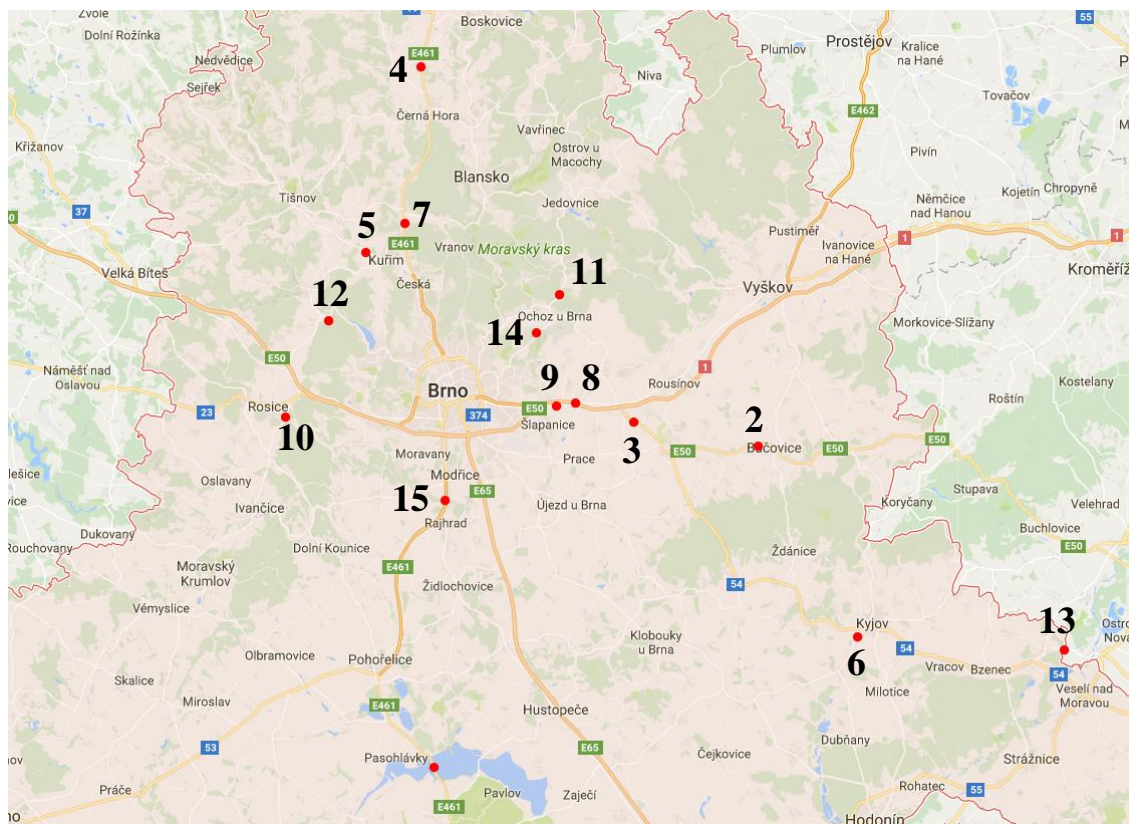 Zvole
Dolní Rožínka
Boskovice
55
Plumlov
Prostějov
Kralice
na Hané
Nedvědice
Sejřek
E461
4
Niva
Tovačov
E462
Černá Hora
Vavřinec
Ostrov u
Macochy
Křižanov
Pivín
Blansko
Kojetín
Chropyně
Tišnov
Jedovnice
Němčice
nad Hanou
37
7
5
E461
Vranov
Moravský kras
Pustiměř
1
1
Ivanovice
na Hané
Kuřim
Velká Bíteš
Kroměříž
Česká
11
Vyškov
12
Ochoz u Brna
14
Morkovice-Slížany
E50
1
Náměšť nad
Oslavou
Rousínov
Kostelany
9
8
Brno
Roštín
23
Rosice
374
E50
Šlapanice
2
10
3
E50
Bučovice
E50
E50
Moravany
Prace
Modřice
Oslavany
15
E65
Stupava
Ivančice
Újezd u Brna
Koryčany
Velehrad
Rajhrad
Buchlovice
Dukovany
Rouchovany
Dolní Kounice
Ždánice
E50
Moravský
Krumlov
E461
Židlochovice
54
Vémyslice
Kyjov
13
Klobouky
u Brna
Olbramovice
Pohořelice
6
54
Vracov
Bzenec
54
Skalice
Milotice
Veselí nad
Moravou
Miroslav
E461
Hustopeče
53
E65
Dubňany
Čejkovice
Pasohlávky
Strážnice
Práče
Pavlov
Zaječí
Rohatec
55
E461
Hodonín